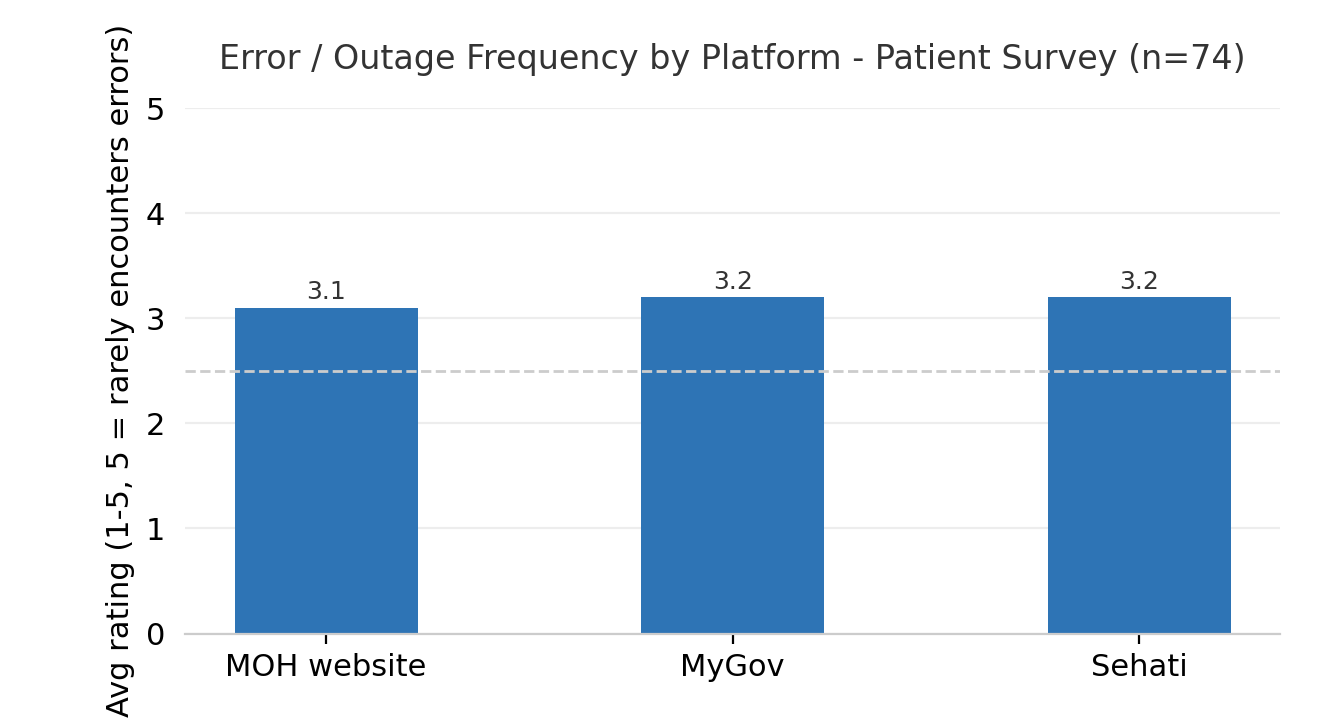 Error / Outage Frequency by Platform - Patient Survey (n=74)
Avg rating (1-5, 5 = rarely encounters errors)
5
4
3
2
1
0
3.1
3.2
3.2
MOH website
MyGov
Sehati